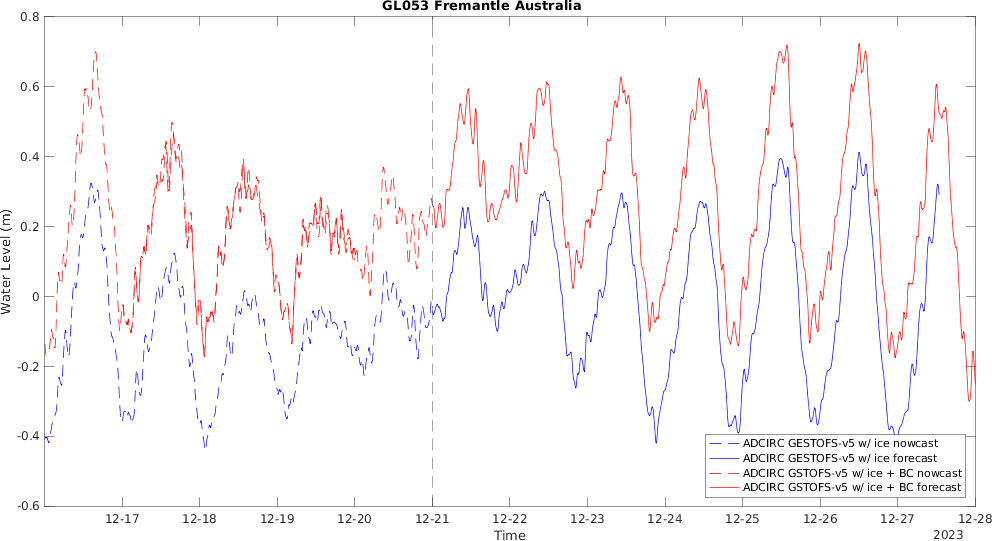 GL053 Fremantle Australia
0.8
0.6
0.4
0.2
0
-0.2
-0.4
-0.6
Water Level (m)
ADCIRC GESTOFS-v5 w/ ice nowcast
ADCIRC GESTOFS-v5 w/ ice forecast
ADCIRC GSTOFS-v5 w/ ice + BC nowcast
ADCIRC GSTOFS-v5 w/ ice + BC forecast
12-17 12-18 12-19 12-20 12-21 12-22 12-23 12-24 12-25 12-26 12-27 12-28
Time
2023